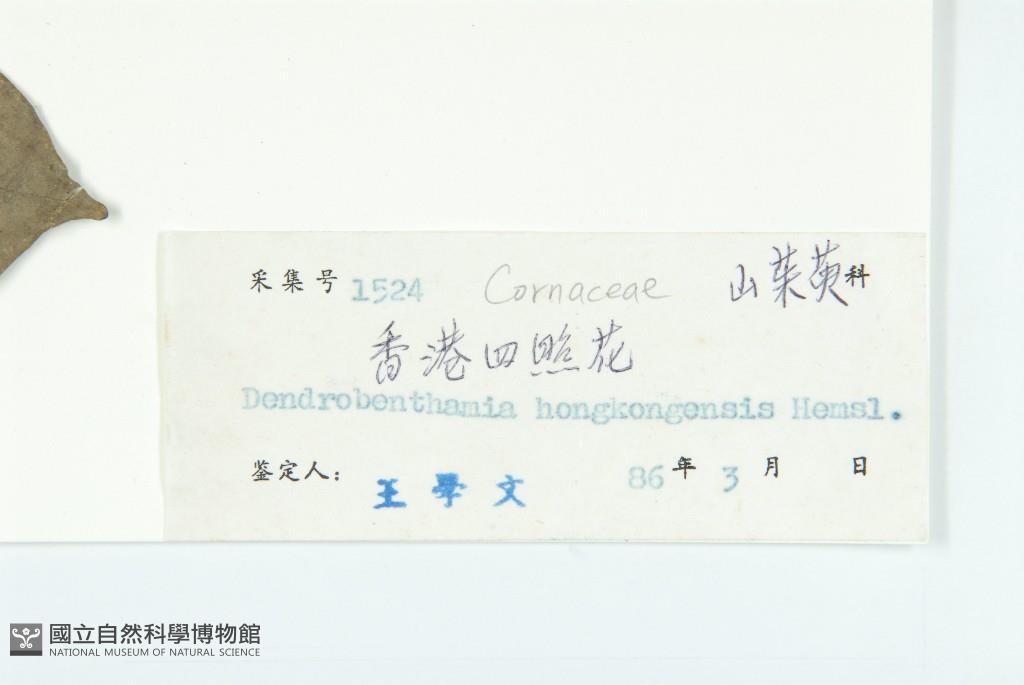 采集号 1524 Cornaceae 山茱萸科
香港四照花
Dendrobenthamia hongkongensis Hemsl.
鉴定人： 王學文 86年 3月 日
國立自然科學博物館
NATIONAL MUSEUM OF NATURAL SCIENCE